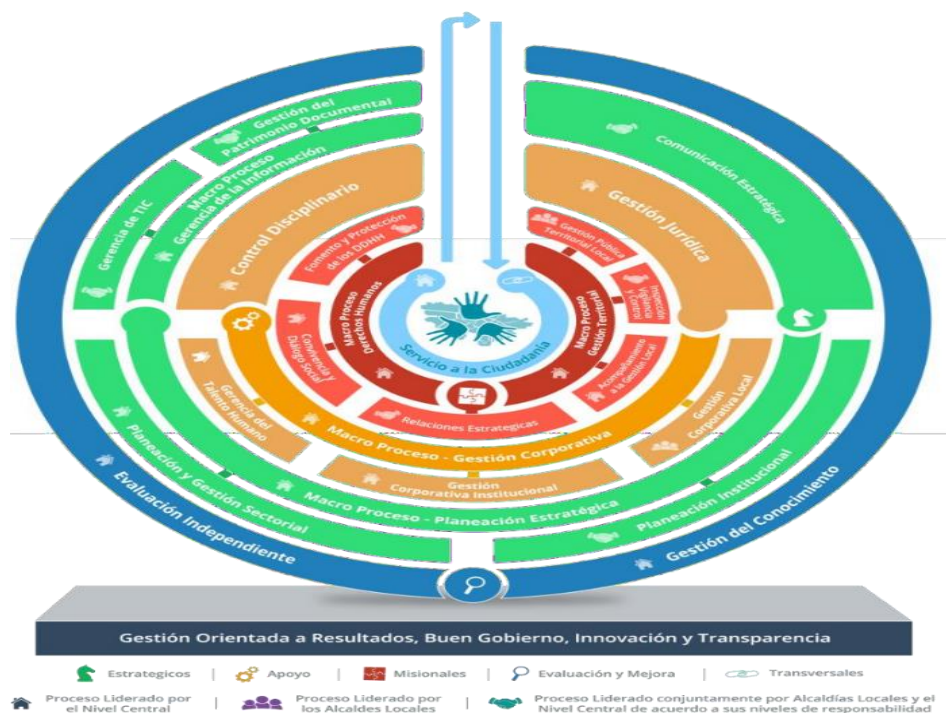 Gestión del
Patrimonio Documental
Macro Proceso
Gerencia de la información
Gerencia de TIC
Control Disciplinario
Fomento y Protección
de los DDHH
Convivencia y
Diálogo Social
Macro Proceso
Derechos Humanos
Servicio a la Ciudadanía
Comunicación Estratégica
Gestión Jurídica
Gestión Pública
Territorial Local
Inspección
Vigilancia
y Control
Macro Proceso
Gestión Territorial
Acompañamiento
a la Gestión Local
Relaciones Estrategicas
Gerencia del
Talento Humano
Macro Proceso - Gestión Corporativa
Gestión
Corporativa Local
Gestión
Corporativa Institucional
Planeación y Gestión Sectorial
Macro Proceso - Planeación Estratégica
Planeación Institucional
Evaluación Independiente
Gestión del Conocimiento
Gestión Orientada a Resultados, Buen Gobierno, Innovación y Transparencia
Estrategicos | Apoyo | Misionales | Evaluación y Mejora | Transversales
Proceso Liderado por
el Nivel Central
Proceso Liderado por
los Alcaldes Locales
Proceso Liderado conjuntamente por Alcaldías Locales y el
Nivel Central de acuerdo a sus niveles de responsabilidad